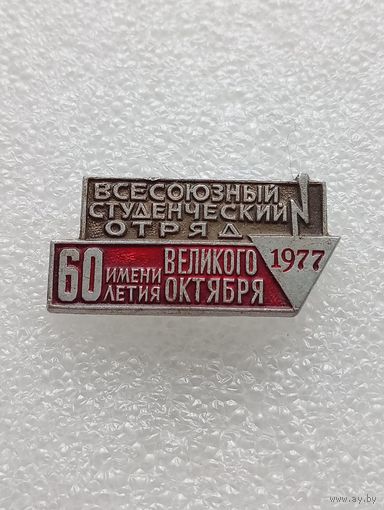 ВСЕСОЮЗНЫЙ
СТУДЕНЧЕСКИЙ
ОТРЯД
60 ИМЕНИ ЛЕТИЯ ВЕЛИКОГО ОКТЯБРЯ
1977
www.ay.by